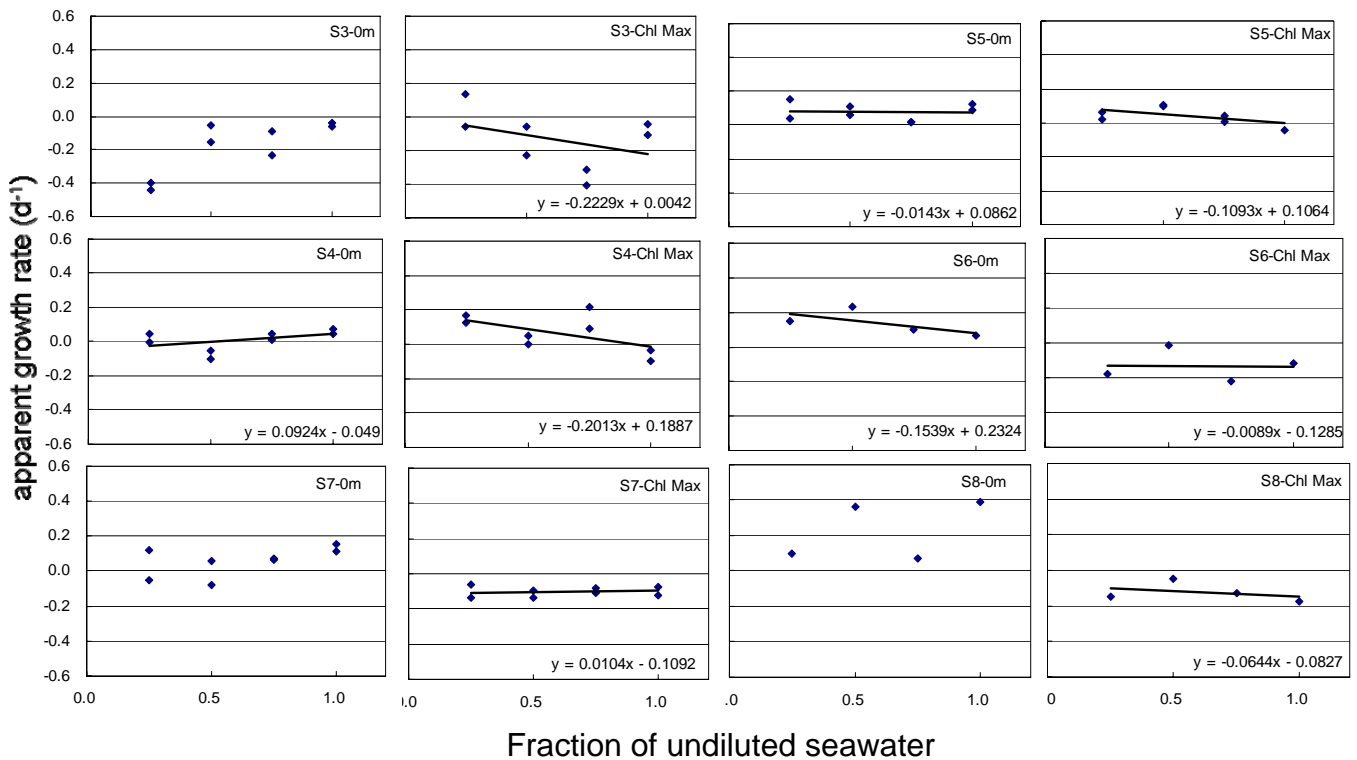 apparent growth rate (d-1)
0.6
0.4
0.2
0.0
-0.2
-0.4
-0.6
S3-0m
S3-Chl Max
y = -0.2229x + 0.0042
S5-0m
y = -0.0143x + 0.0862
S5-Chl Max
y = -0.1093x + 0.1064
0.6
0.4
0.2
0.0
-0.2
-0.4
-0.6
S4-0m
y = 0.0924x - 0.049
S4-Chl Max
y = -0.2013x + 0.1887
S6-0m
y = -0.1539x + 0.2324
S6-Chl Max
y = -0.0089x - 0.1285
0.6
0.4
0.2
0.0
-0.2
-0.4
-0.6
S7-0m
S7-Chl Max
y = 0.0104x - 0.1092
S8-0m
S8-Chl Max
y = -0.0644x - 0.0827
0.0 0.5 1.0
.0 0.5 1.0
.0 0.5 1.0
0.0 0.5 1.0
Fraction of undiluted seawater